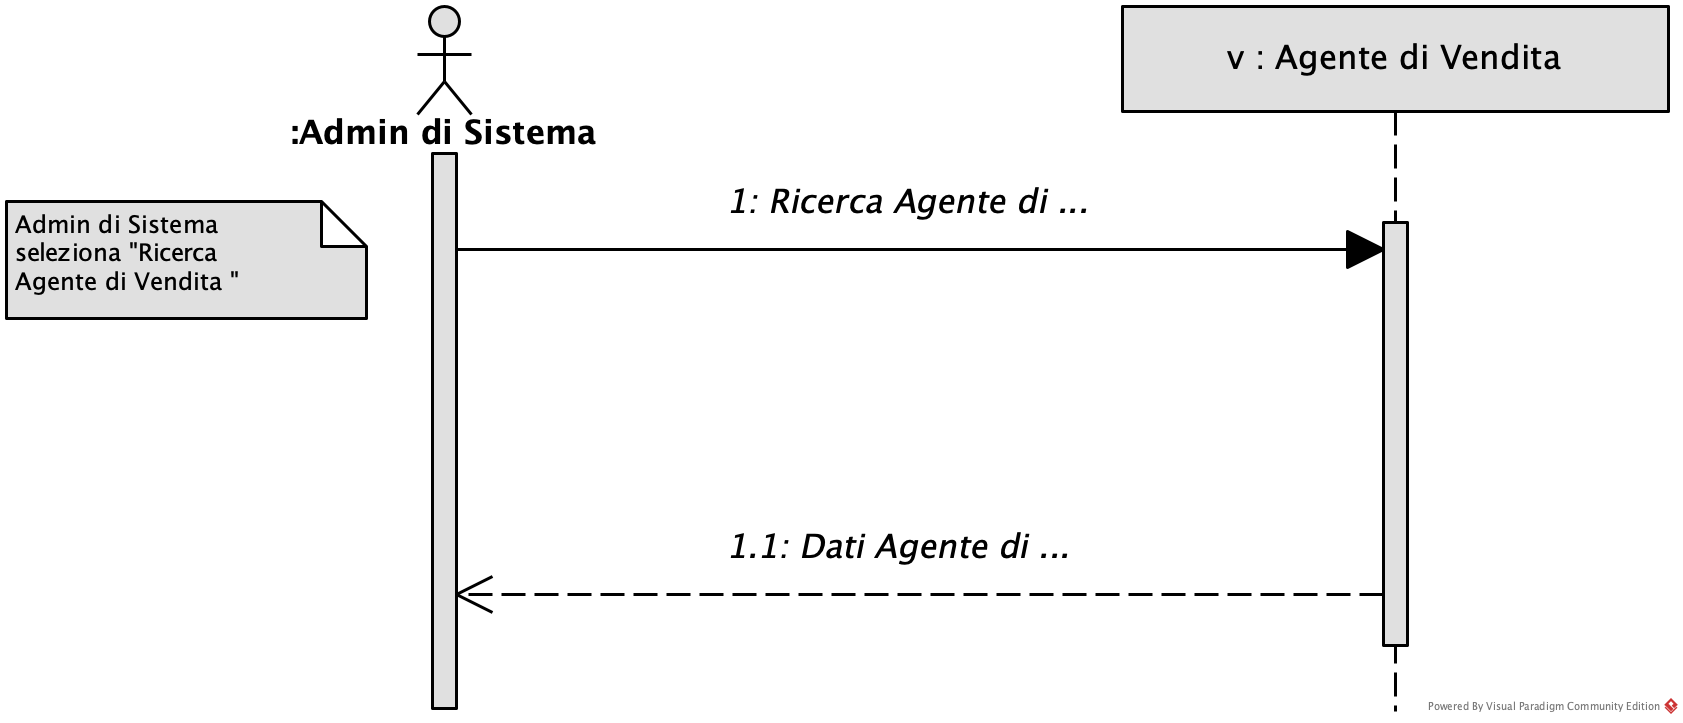 v : Agente di Vendita
:Admin di Sistema
1: Ricerca Agente di ...
Admin di Sistema
seleziona "Ricerca
Agente di Vendita "
1.1: Dati Agente di ...
Powered By Visual Paradigm Community Edition